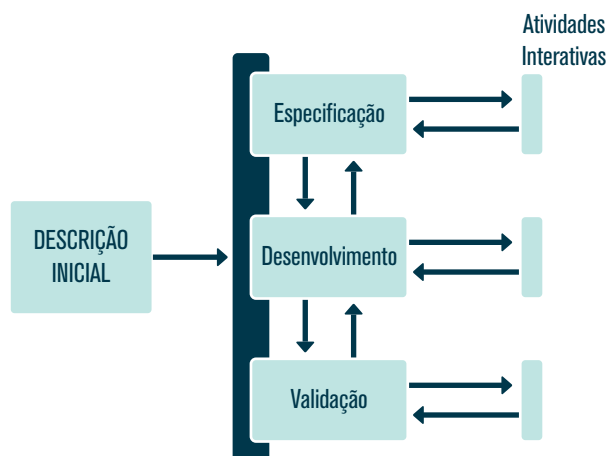 Atividades
Interativas
Especificação
DESCRIÇÃO
INICIAL
Desenvolvimento
Validação